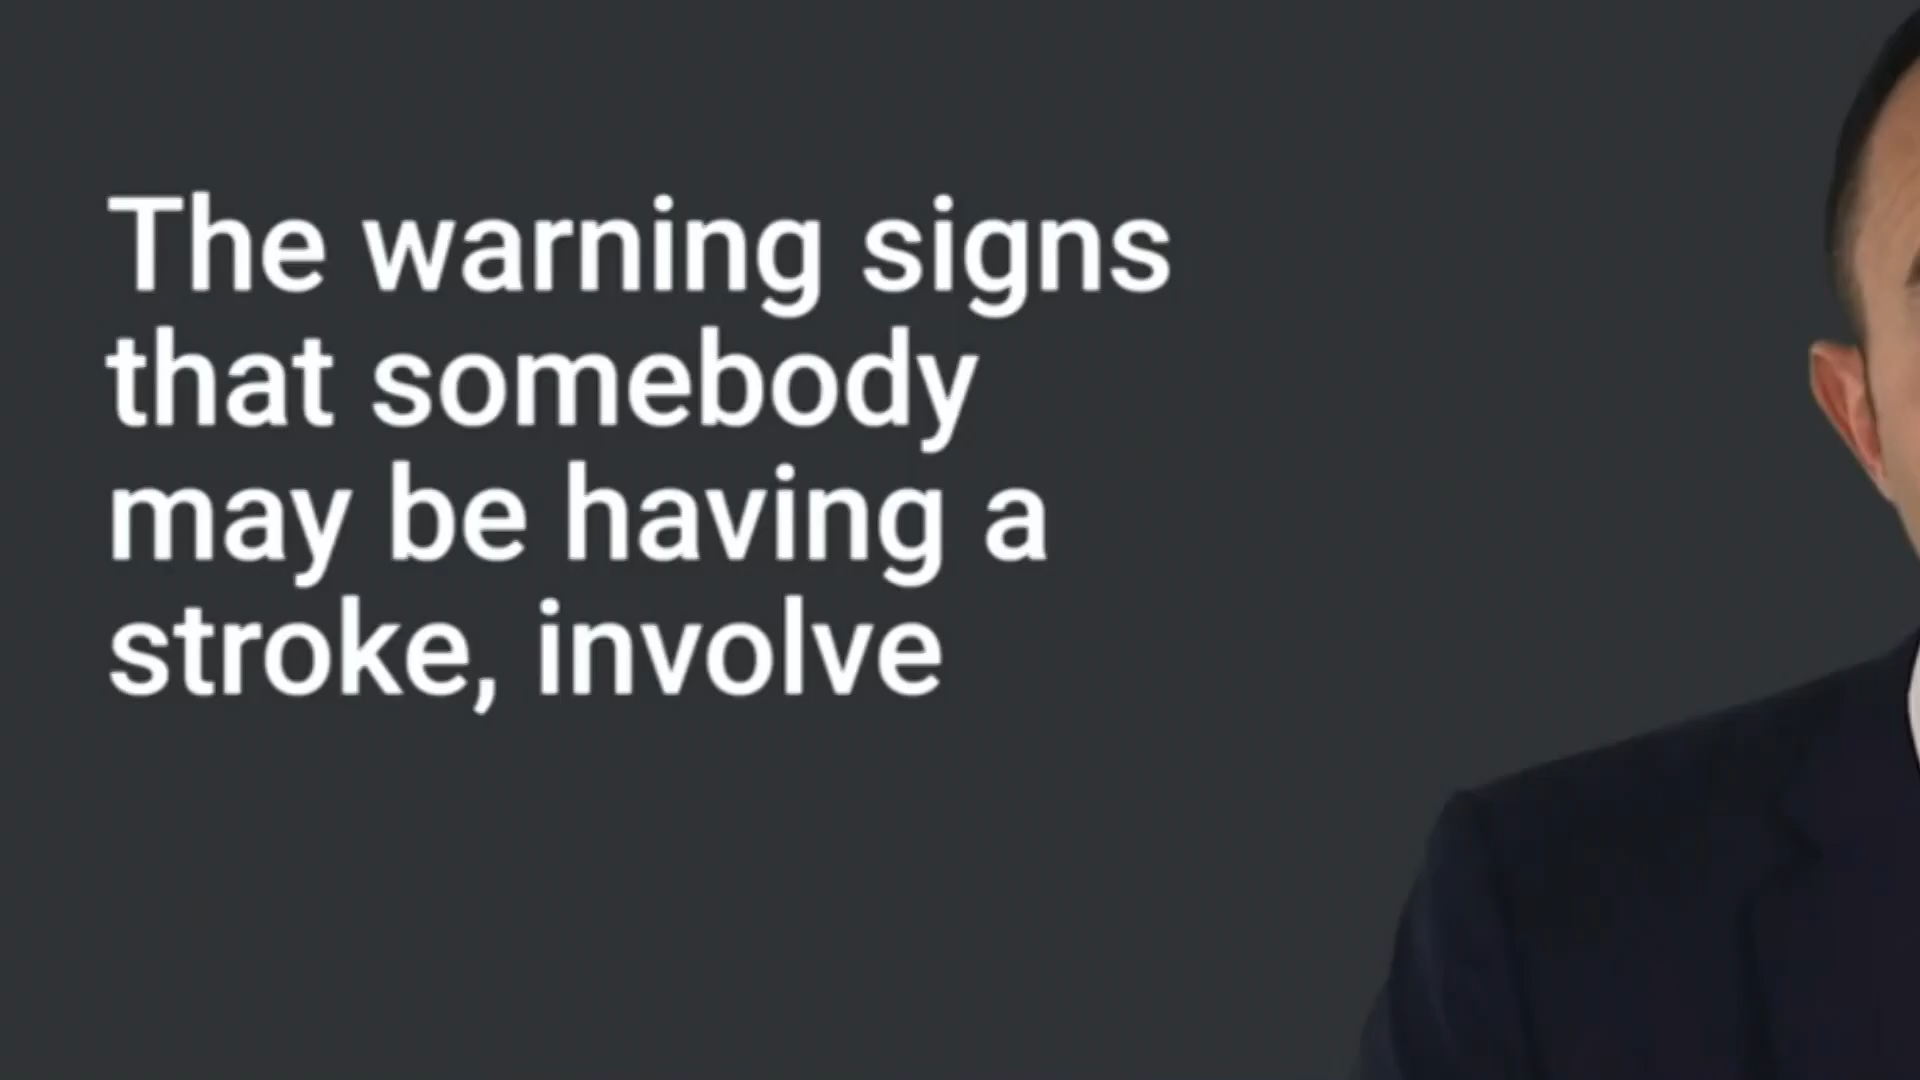 The warning signs
that somebody
may be having a
stroke, involve